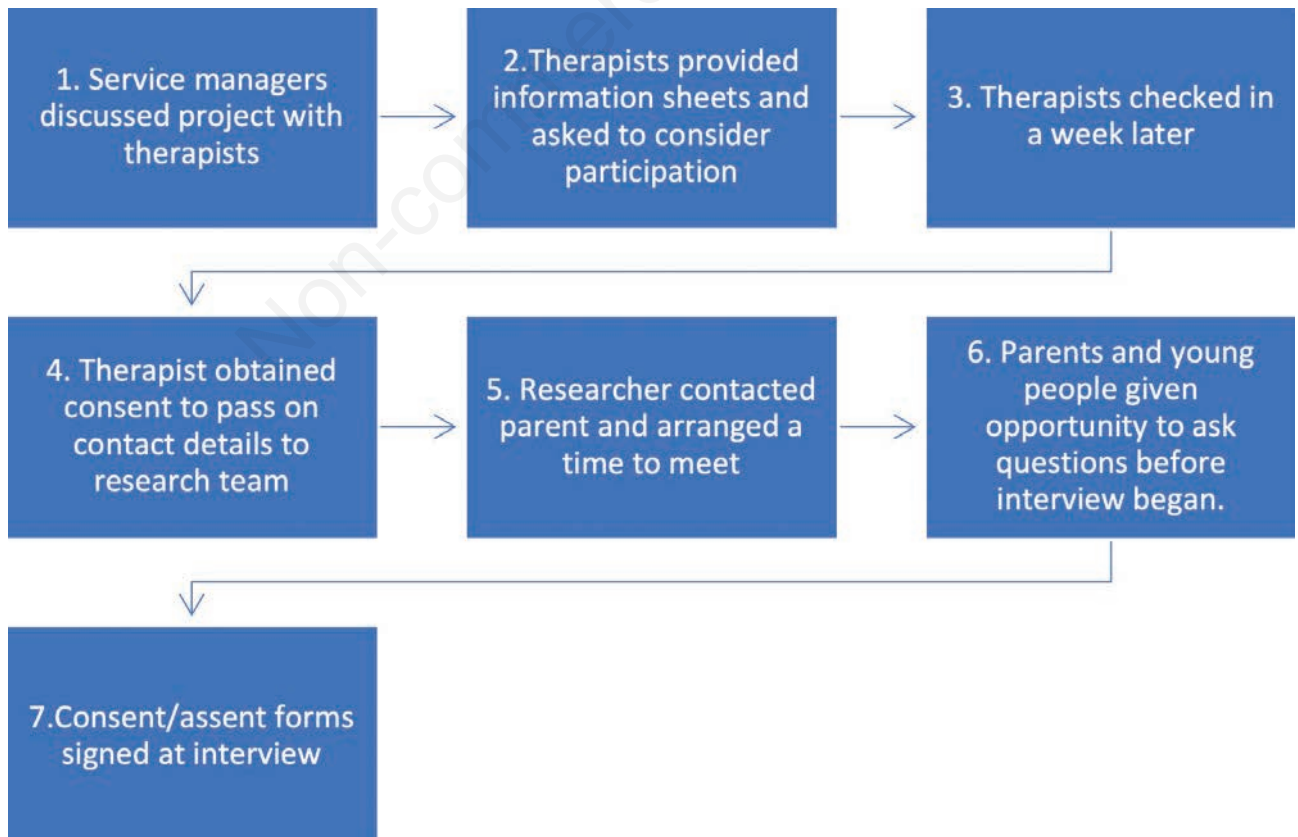 1. Service managers
discussed project with
therapists
2.Therapists provided
information sheets and
asked to consider
participation
3. Therapists checked in
a week later
4. Therapist obtained
consent to pass on
contact details to
research team
5. Researcher contacted
parent and arranged a
time to meet
6. Parents and young
people given
opportunity to ask
questions before
interview began.
7.Consent/assent forms
signed at interview